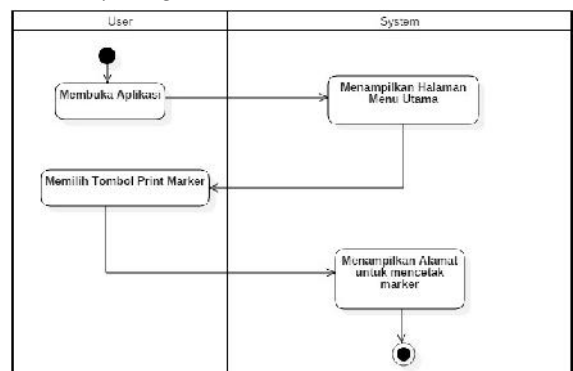 User
System
Membuka Aplikasi
Menampilkan Halaman
Menu Utama
Memilih Tombol Print Marker
Menampilkan Alamat
untuk mencetak
marker